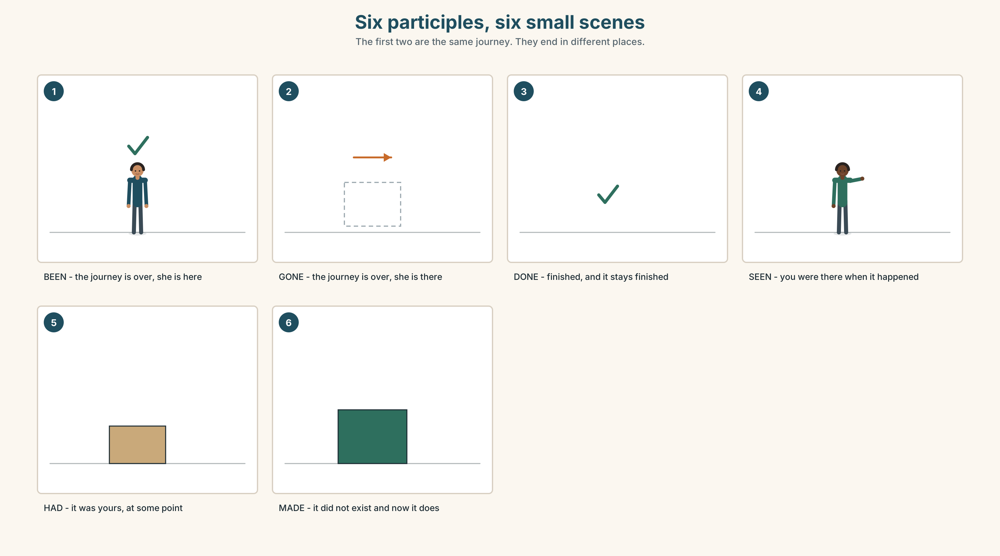 Six participles, six small scenes
The first two are the same journey. They end in different places.
1
2
3
4
BEEN - the journey is over, she is here
GONE - the journey is over, she is there
DONE - finished, and it stays finished
SEEN - you were there when it happened
5
6
HAD - it was yours, at some point
MADE - it did not exist and now it does